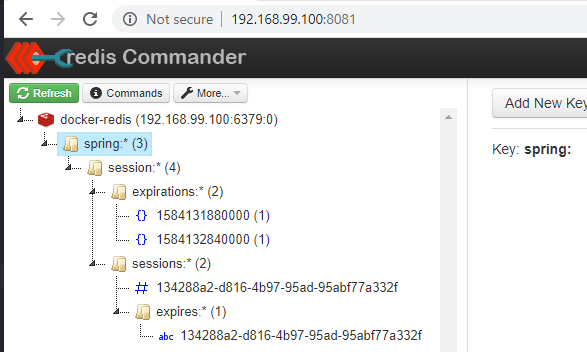 Not secure | 192.168.99.100:8081
redis Commander
Refresh Commands More...
Add New Key
docker-redis (192.168.99.100:6379:0)
spring:* (3)
Key: spring:
session:* (4)
expirations:* (2)
{} 1584131880000 (1)
{} 1584132840000 (1)
sessions:* (2)
# 134288a2-d816-4b97-95ad-95abf77a332f
expires:* (1)
abc 134288a2-d816-4b97-95ad-95abf77a332f